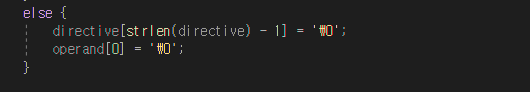 else {
directive[strlen(directive) - 1] = '₩0';
operand[0] = '₩0';
}